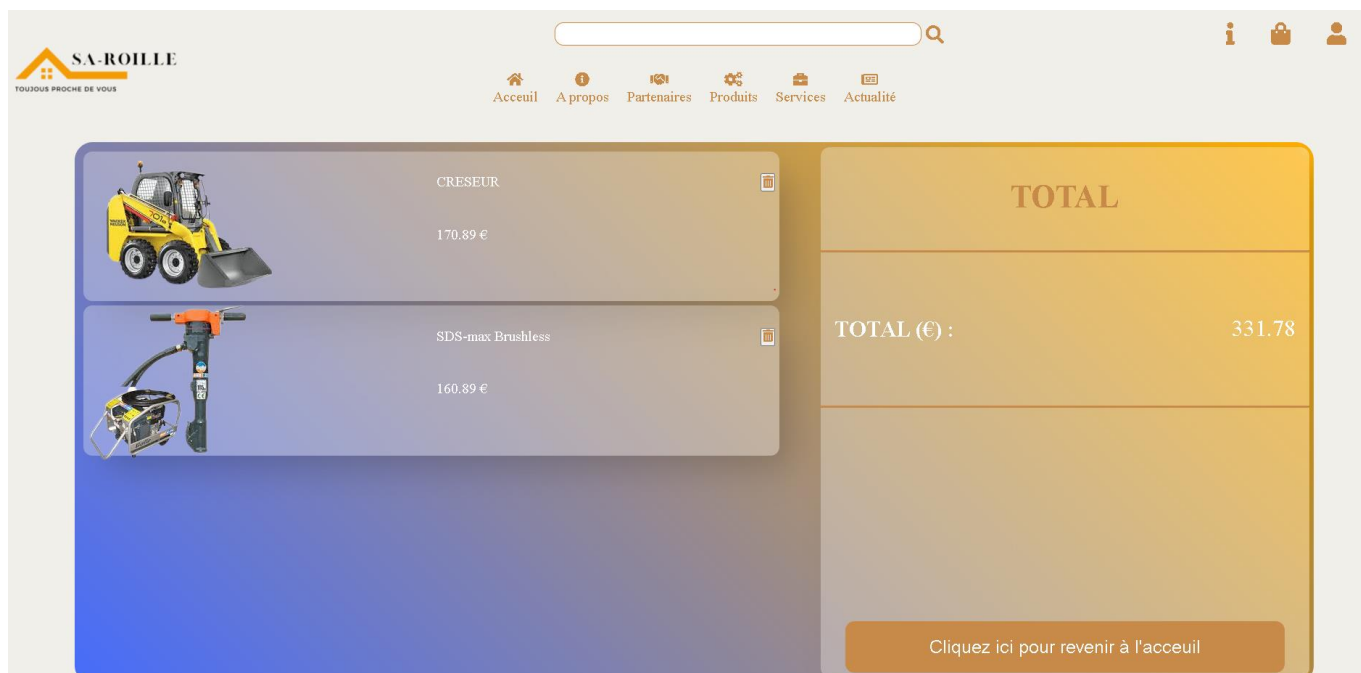 SA-ROILLE
TOUJOUS PROCHE DE VOUS
Acceuil
A propos
Partenaires
Produits
Services
Actualité
CRESEUR
170.89 €
SDS-max Brushless
160.89 €
TOTAL
TOTAL (€) :
331.78
Cliquez ici pour revenir à l'acceuil